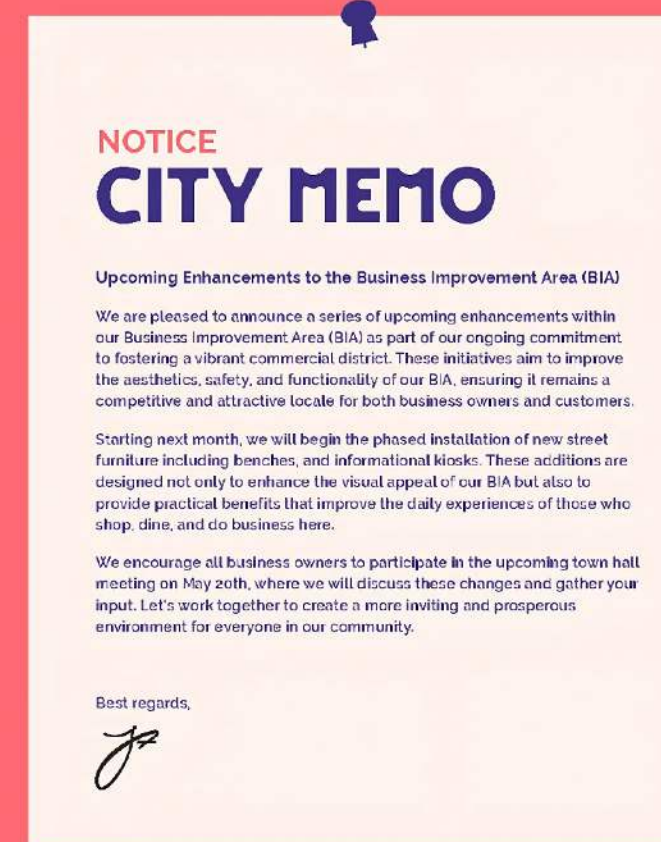 NOTICE
CITY MEMO
Upcoming Enhancements to the Business Improvement Area (BIA)
We are pleased to announce a series of upcoming enhancements within
our Business Improvement Area (BIA) as part of our ongoing commitment
to fostering a vibrant commercial district. These initiatives aim to improve
the aesthetics, safety, and functionality of our BIA, ensuring it remains a
competitive and attractive locale for both business owners and customers.
Starting next month, we will begin the phased installation of new street
furniture including benches, and informational kiosks. These additions are
designed not only to enhance the visual appeal of our BIA but also to
provide practical benefits that improve the daily experiences of those who
shop, dine, and do business here.
We encourage all business owners to participate in the upcoming town hall
meeting on May 20th, where we will discuss these changes and gather your
input. Let's work together to create a more inviting and prosperous
environment for everyone in our community.
Best regards,